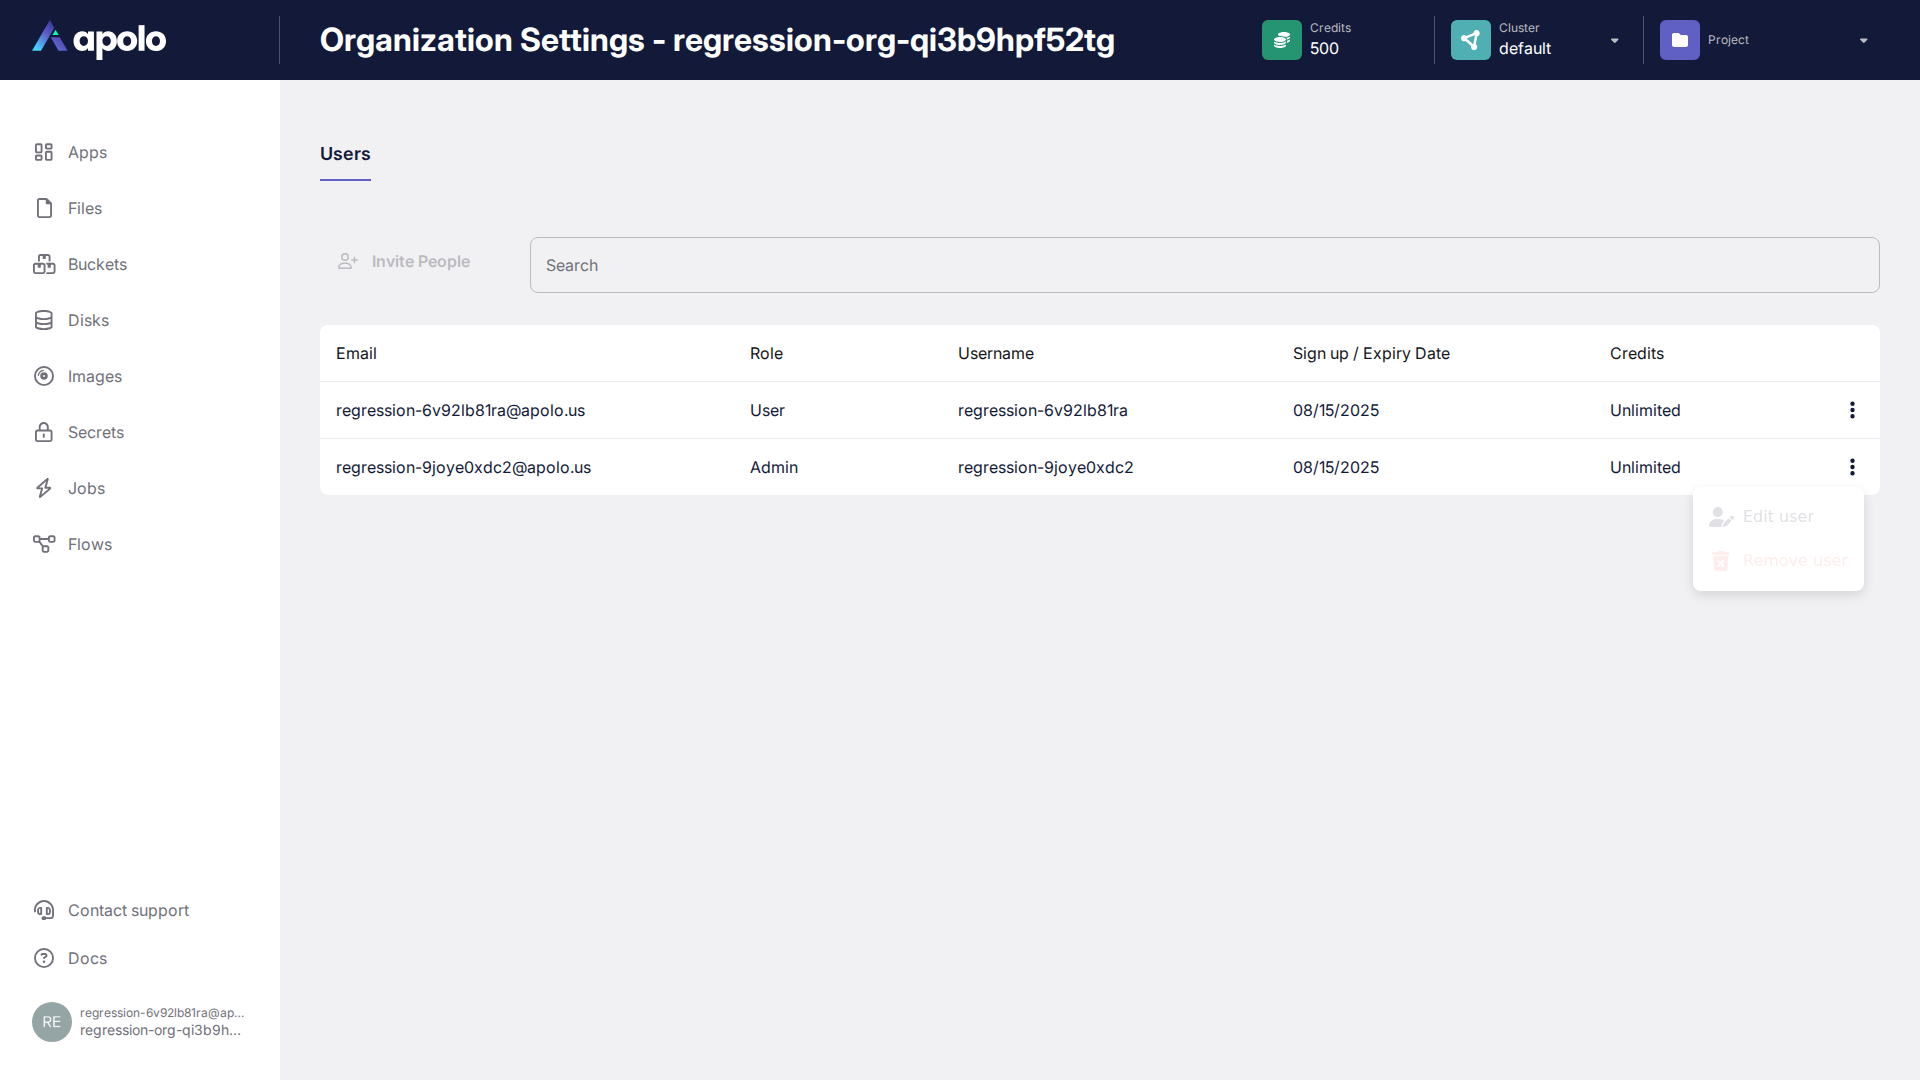 apolo
Organization Settings - regression-org-qi3b9hpf52tg
Credits
500
Cluster
default
Project
Apps
Files
Buckets
Disks
Images
Secrets
Jobs
Flows
Users
Invite People
Search
Email Role Username Sign up / Expiry Date Credits
regression-6v92lb81ra@apolo.us User regression-6v92lb81ra 08/15/2025 Unlimited
regression-9joye0xdc2@apolo.us Admin regression-9joye0xdc2 08/15/2025 Unlimited
Edit user
Remove user
Contact support
Docs
RE
regression-6v92lb81ra@ap...
regression-org-qi3b9h...